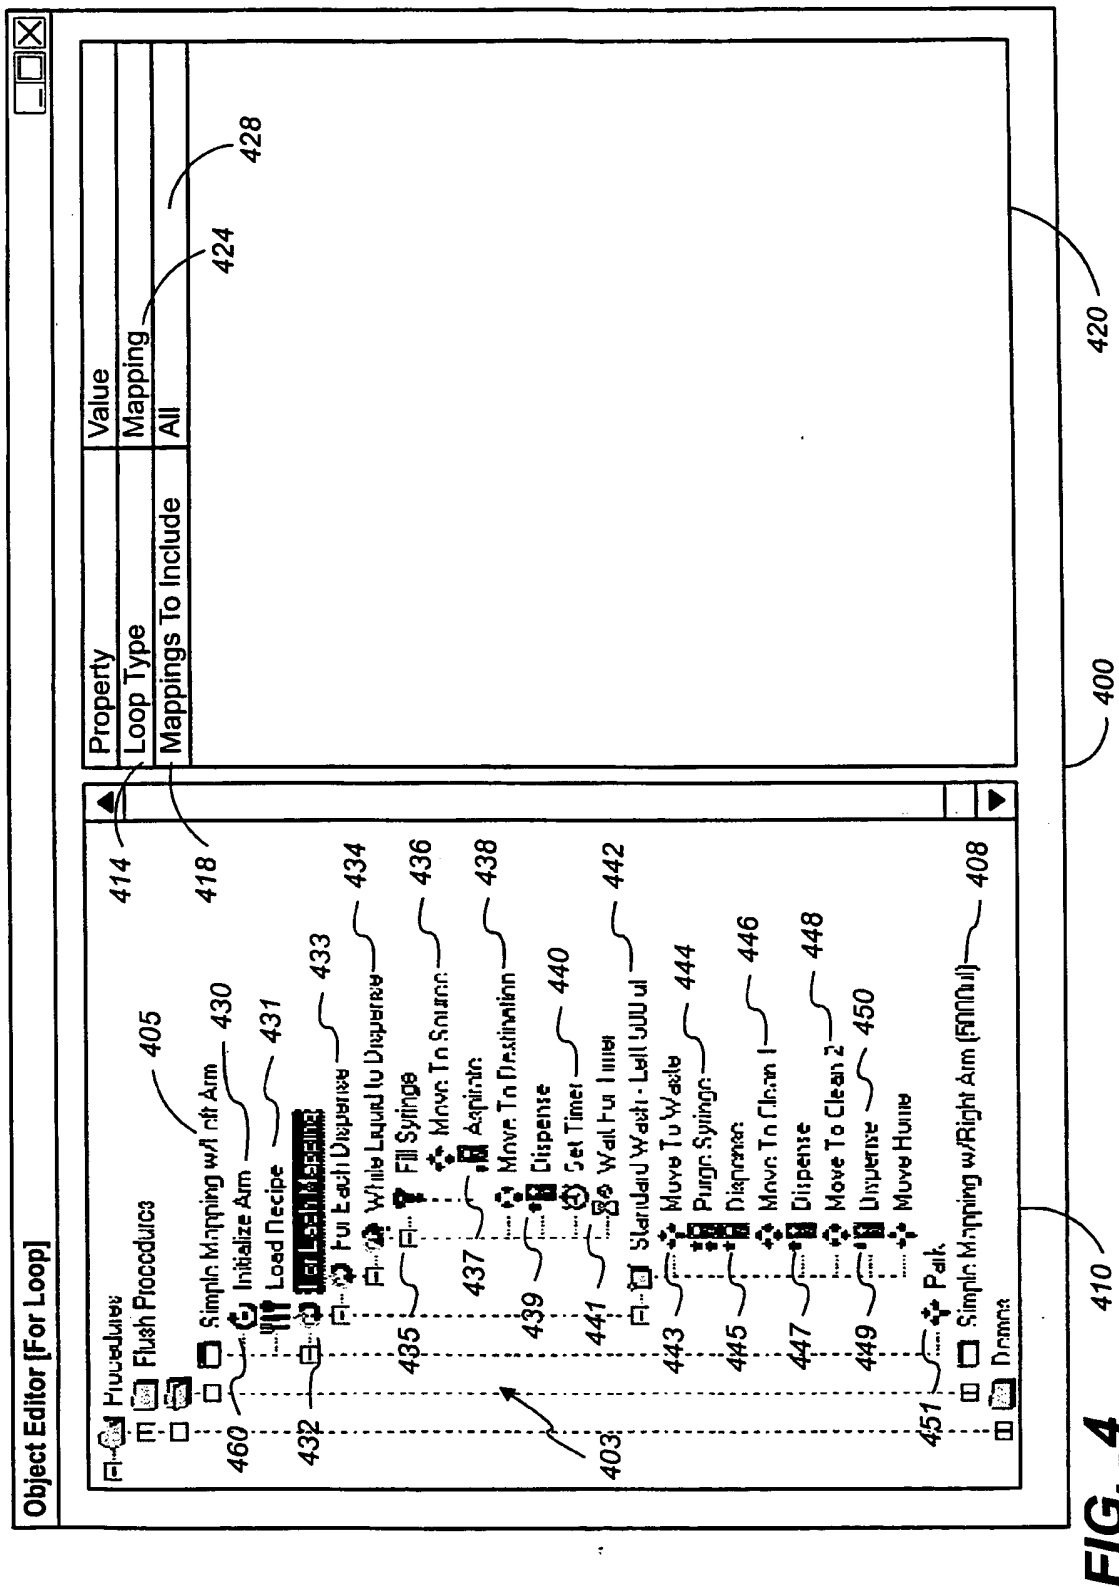 Object Editor [For Loop]
Procedures
Flush Procedures
Simple Mapping w/Left Arm
405
Initialize Arm
430
Load Recipe
431
For Each Mapping
For Each Dispense
433
While Liquid to Dispense
434
Fill Syringe
Move To Source
436
Aspirate
Move To Destination
438
Dispense
Set Timer
440
Wait For Timer
Standard Wash - Left 500 ul
442
Move To Waste
Purge Syringe
444
Dispense
Move To Clean 1
446
Dispense
Move To Clean 2
448
Dispense
450
Move Home
Park
Simple Mapping w/Right Arm (5000ul)
408
Demos
460
432
435
437
439
441
443
445
447
449
451
403
410
414
418
Property
Value
Loop Type
Mapping
424
Mappings To Include
All
428
420
400
FIG. 4